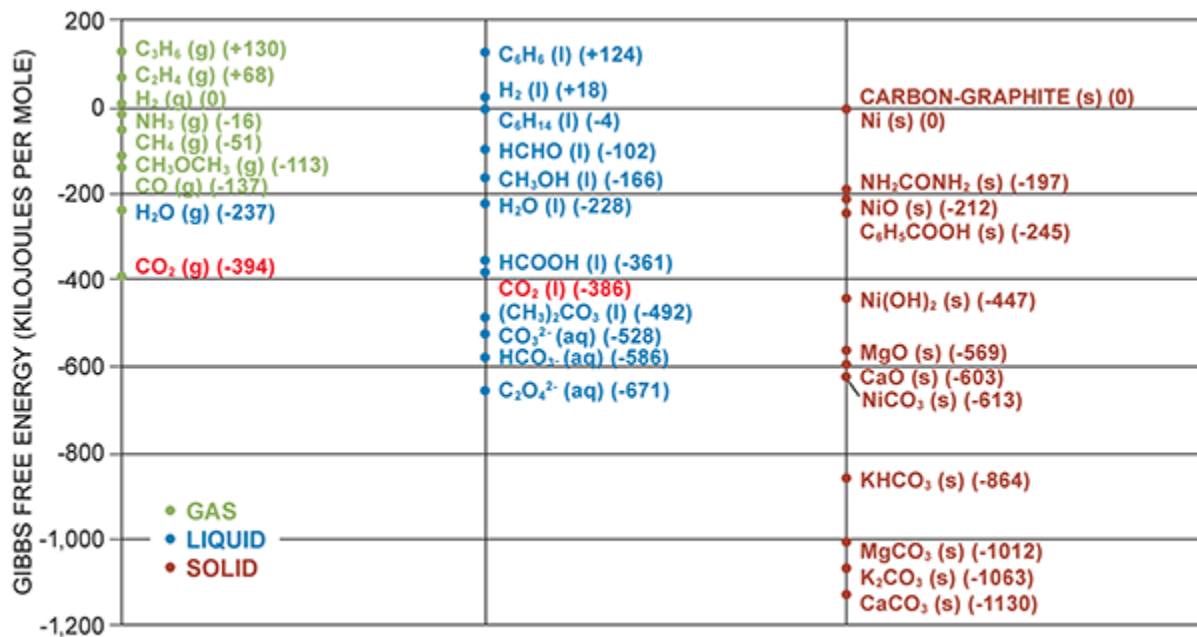 GIBBS FREE ENERGY (KILOJOULES PER MOLE)
200
0
-200
-400
-600
-800
-1,000
-1,200
C₃H₆ (g) (+130)
C₂H₄ (g) (+68)
H₂ (g) (0)
NH₃ (g) (-16)
CH₄ (g) (-51)
CH₃OCH₃ (g) (-113)
CO (g) (-137)
H₂O (g) (-237)
CO₂ (g) (-394)
GAS
LIQUID
SOLID
C₆H₆ (l) (+124)
H₂ (l) (+18)
C₆H₁₄ (l) (-4)
HCHO (l) (-102)
CH₃OH (l) (-166)
H₂O (l) (-228)
HCOOH (l) (-361)
CO₂ (l) (-386)
(CH₃)₂CO₃ (l) (-492)
CO₃²⁻ (aq) (-528)
HCO₃₋ (aq) (-586)
C₂O₄²⁻ (aq) (-671)
CARBON-GRAPHITE (s) (0)
Ni (s) (0)
NH₂CONH₂ (s) (-197)
NiO (s) (-212)
C₆H₅COOH (s) (-245)
Ni(OH)₂ (s) (-447)
MgO (s) (-569)
CaO (s) (-603)
NiCO₃ (s) (-613)
KHCO₃ (s) (-864)
MgCO₃ (s) (-1012)
K₂CO₃ (s) (-1063)
CaCO₃ (s) (-1130)